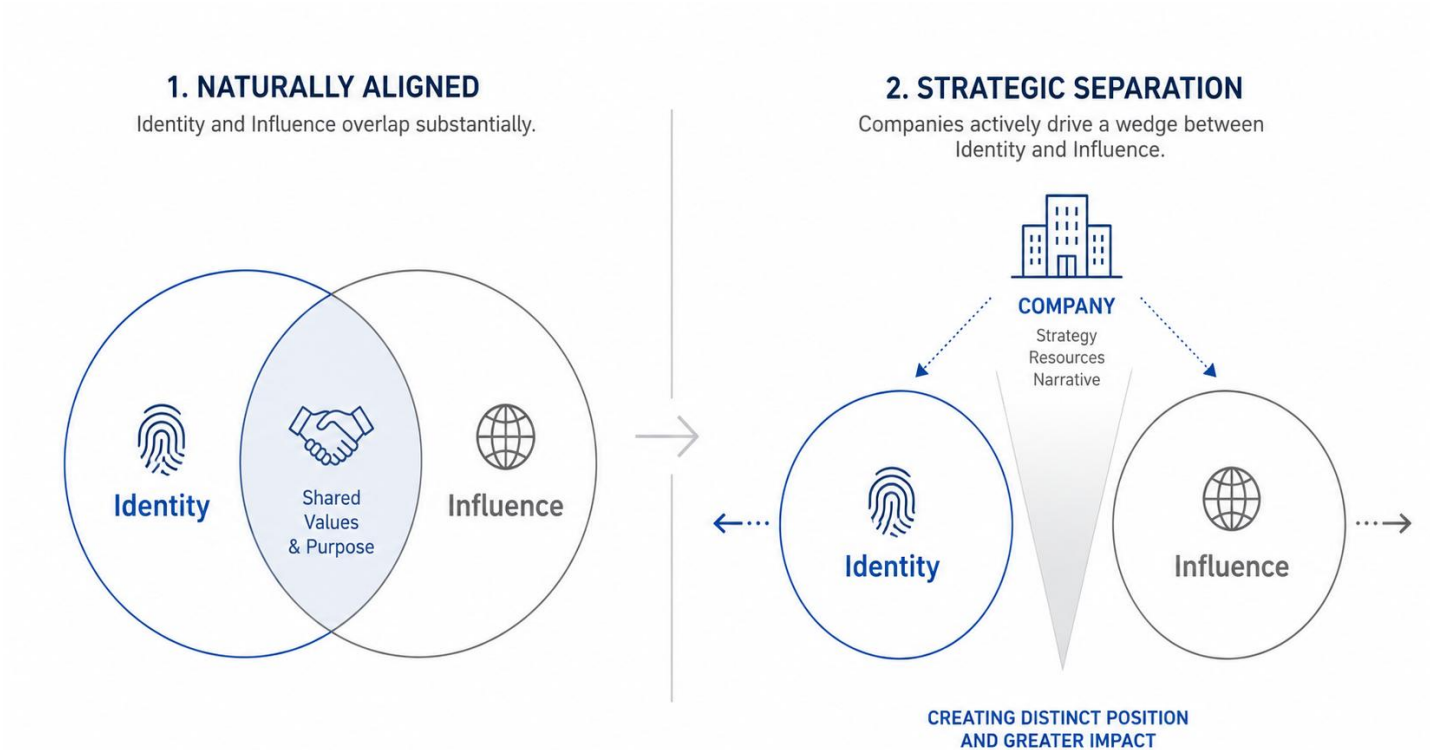 1. NATURALLY ALIGNED
Identity and Influence overlap substantially.
Identity
Shared
Values
& Purpose
Influence
2. STRATEGIC SEPARATION
Companies actively drive a wedge between
Identity and Influence.
COMPANY
Strategy
Resources
Narrative
Identity
Influence
CREATING DISTINCT POSITION
AND GREATER IMPACT